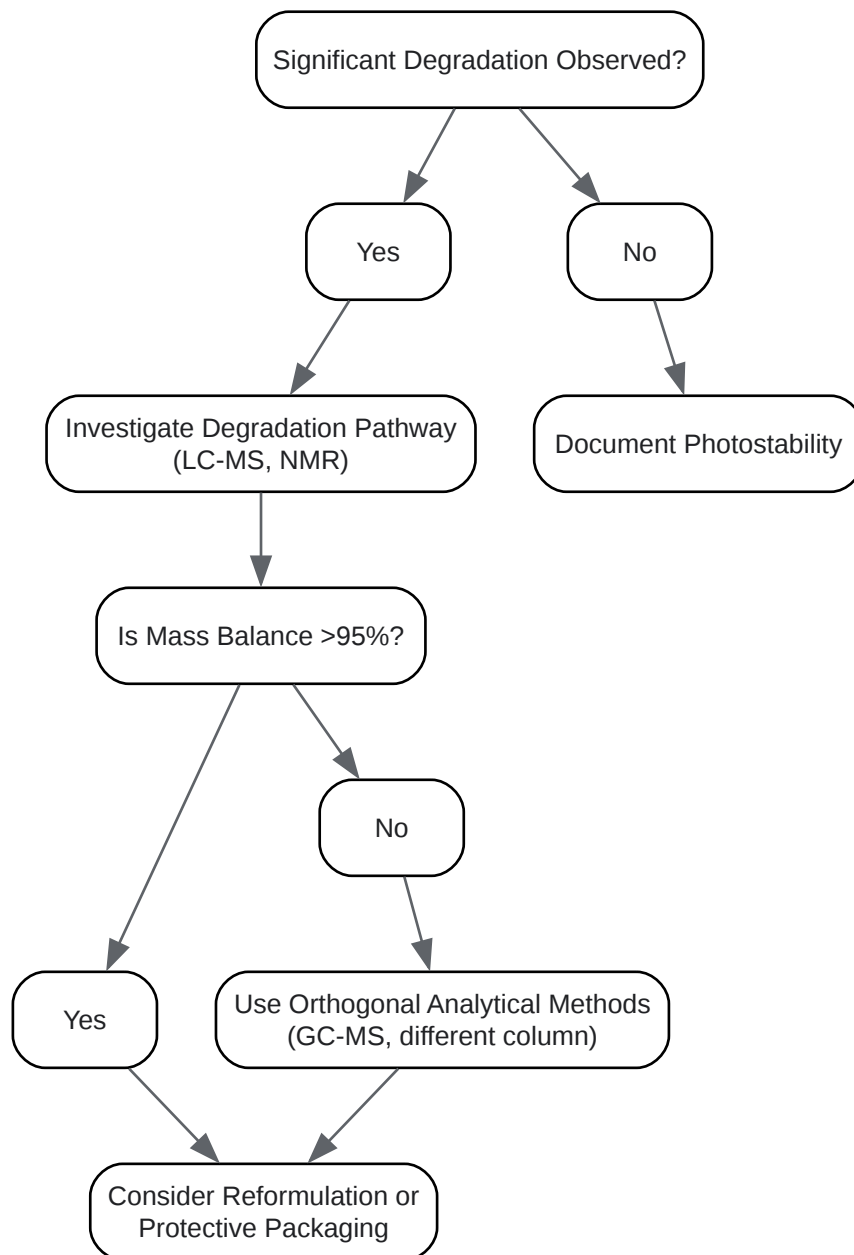 Significant Degradation Observed?
Yes
No
Investigate Degradation Pathway
(LC-MS, NMR)
Document Photostability
Is Mass Balance >95%?
No
Yes
Use Orthogonal Analytical Methods
(GC-MS, different column)
Consider Reformulation or
Protective Packaging